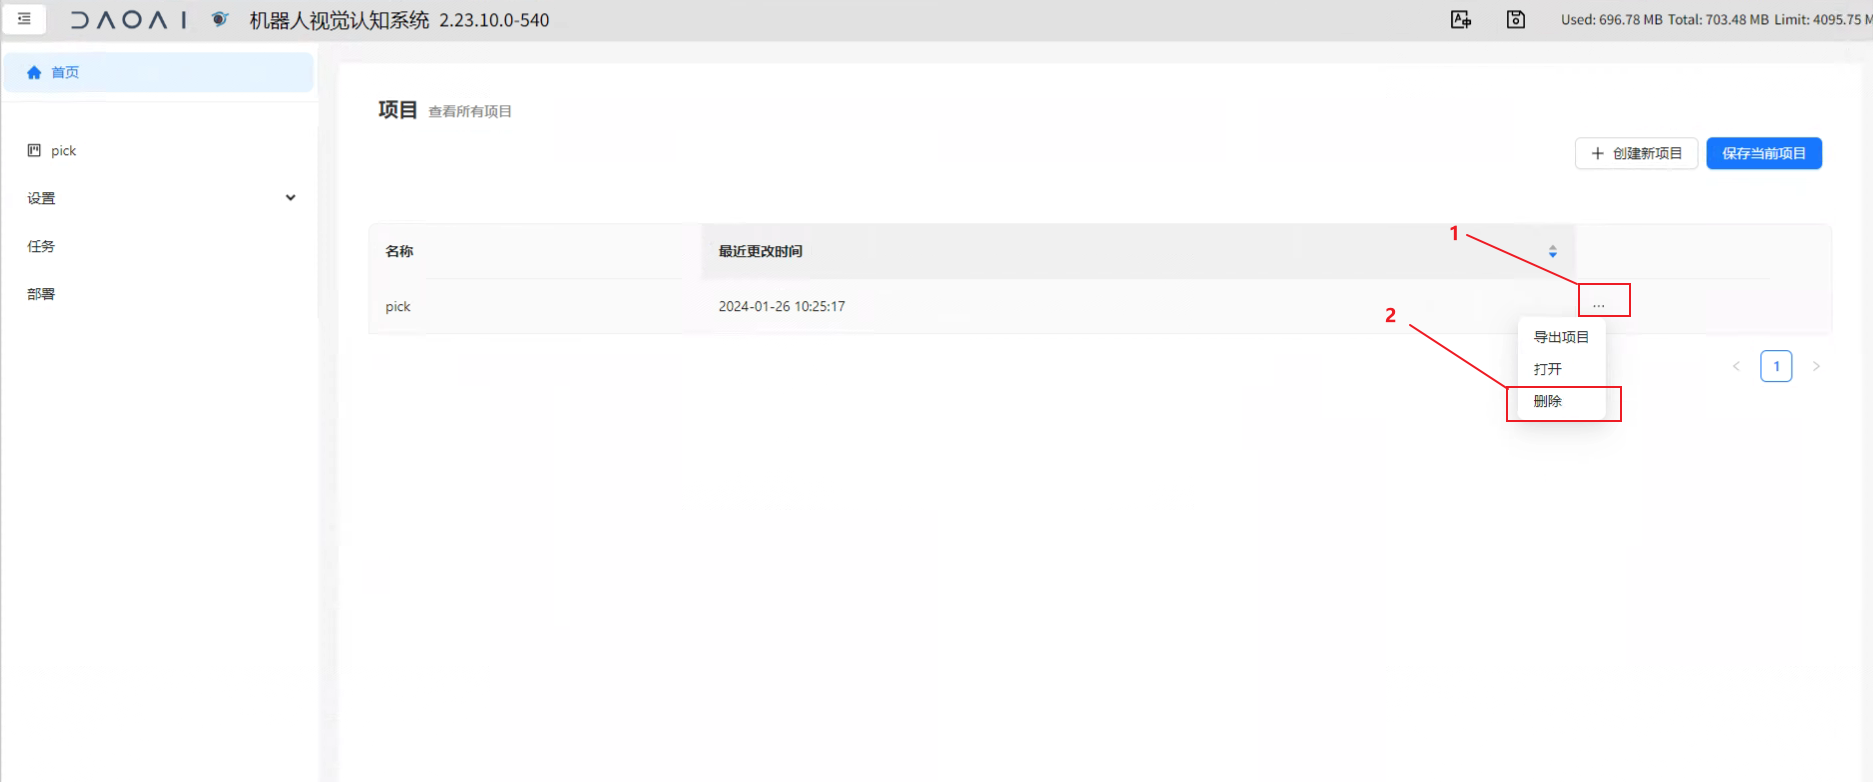 DAOAI 机器人视觉认知系统 2.23.10.0-540
Used: 696.78 MB Total: 703.48 MB Limit: 4095.75 M
首页
pick
设置
任务
部署
项目 查看所有项目
创建新项目
保存当前项目
名称
最近更改时间
1
pick
2024-01-26 10:25:17
...
2
导出项目
打开
删除
1